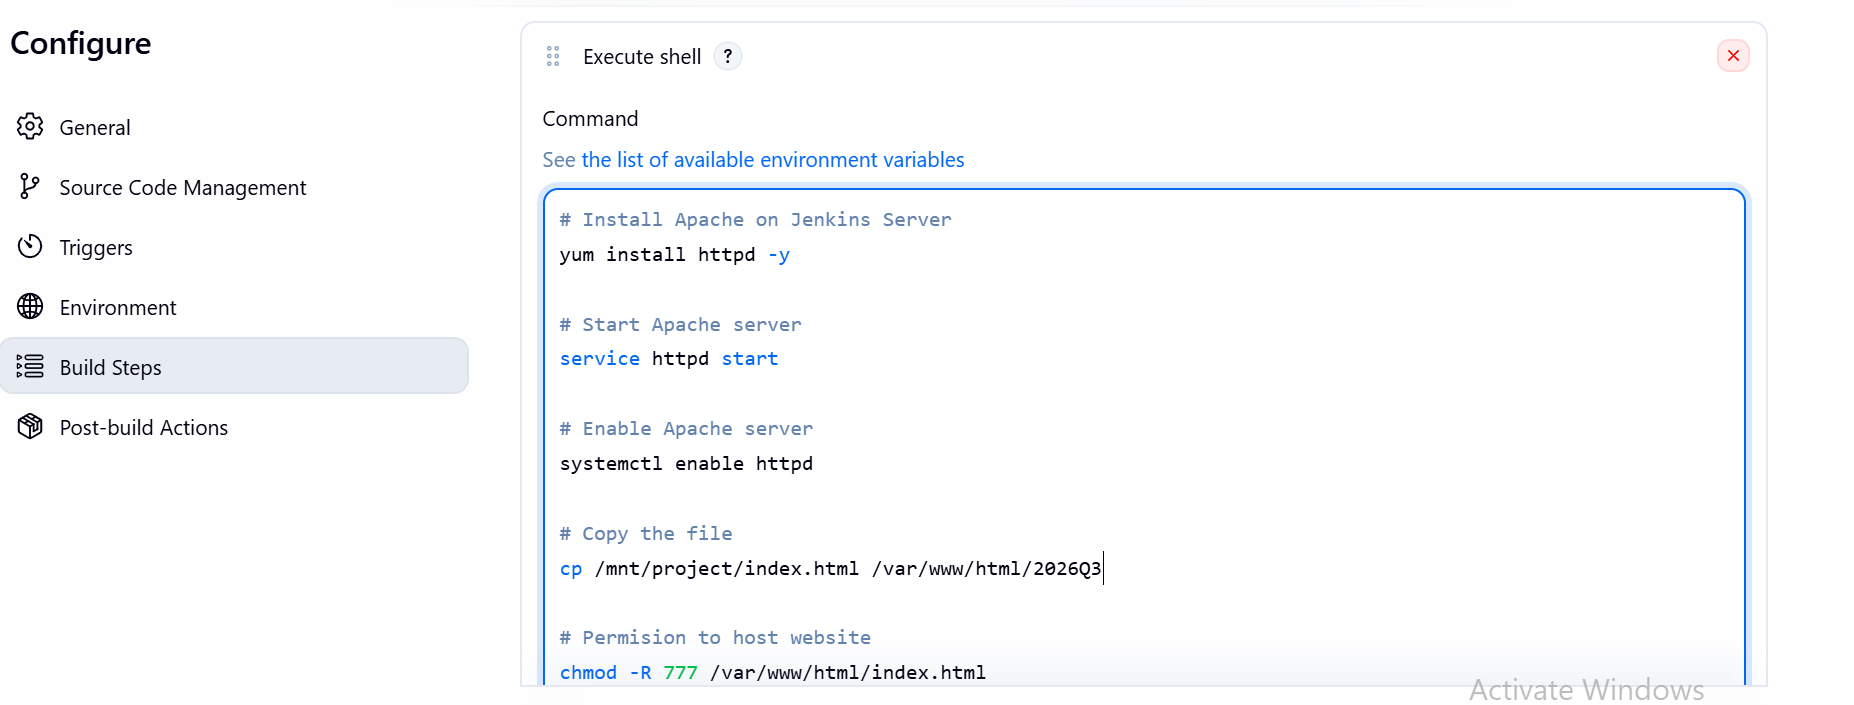 Configure
General
Source Code Management
Triggers
Environment
Build Steps
Post-build Actions
Execute shell ?
Command
See the list of available environment variables
# Install Apache on Jenkins Server
yum install httpd -y
# Start Apache server
service httpd start
# Enable Apache server
systemctl enable httpd
# Copy the file
cp /mnt/project/index.html /var/www/html/2026Q3
# Permision to host website
chmod -R 777 /var/www/html/index.html
Activate Windows